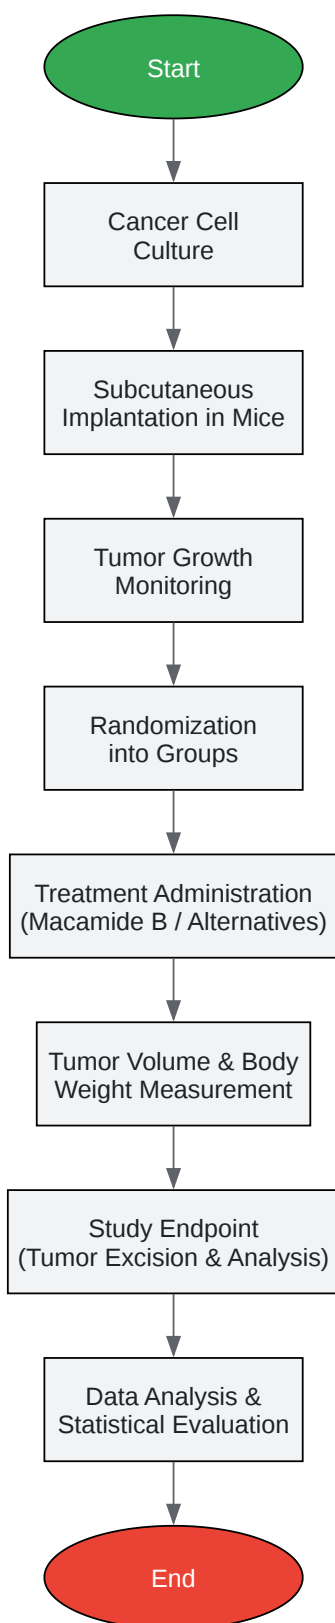 Start
Cancer Cell
Culture
Subcutaneous
Implantation in Mice
Tumor Growth
Monitoring
Randomization
into Groups
Treatment Administration
(Macamide B / Alternatives)
Tumor Volume & Body
Weight Measurement
Study Endpoint
(Tumor Excision & Analysis)
Data Analysis &
Statistical Evaluation
End